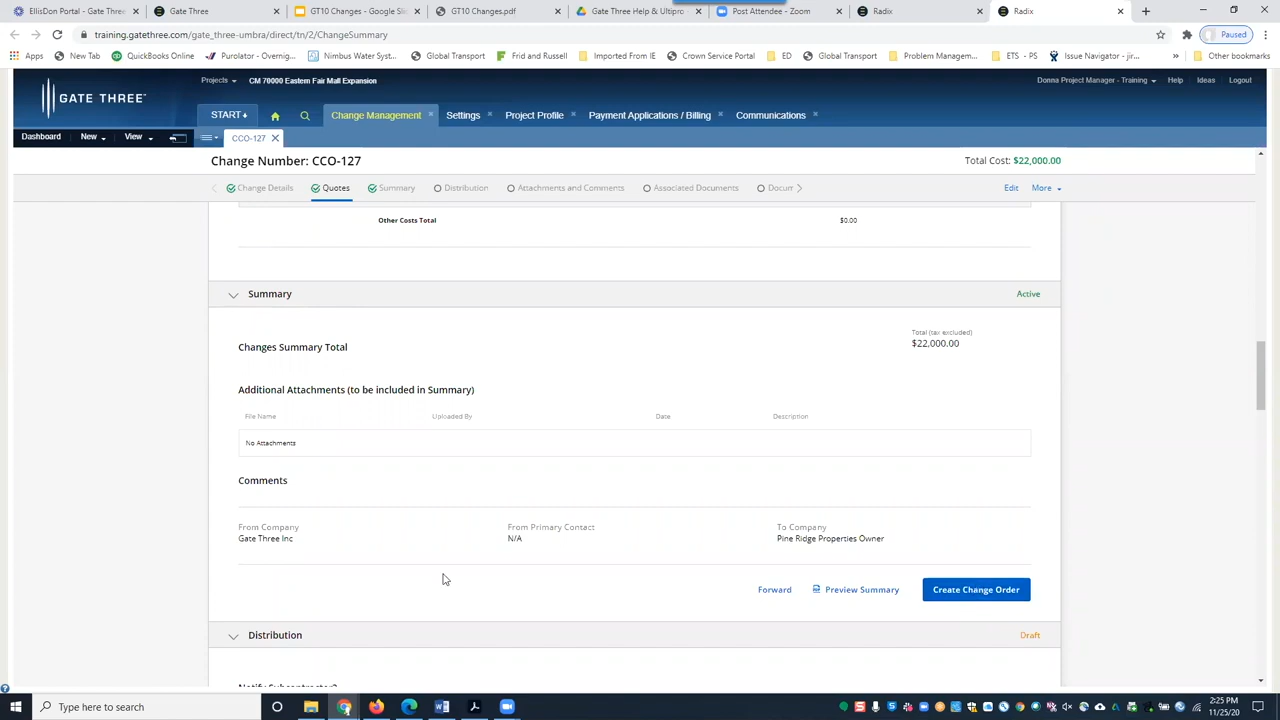 EllisDon Portal - Gate Three
Gate Three
GT10 Changes - Google Sli
GT10 Changes.pdf
Gate Three Help & Ultipro
Post Attendee - Zoom
Radix
Radix
training.gatethree.com/gate_three-umbra/direct/tn/2/ChangeSummary
Paused
Apps
New Tab
QuickBooks Online
Purolator - Overnig...
Nimbus Water Syst...
Global Transport
Frid and Russell
Imported From IE
Crown Service Portal
ED
Global Transport
ETS - PS
Problem Managem...
Issue Navigator - jir...
Other bookmarks
GATE THREE
Projects
CM 70000 Eastern Fair Mall Expansion
Donna Project Manager - Training
Help
Ideas
Logout
START
Change Management
Settings
Project Profile
Payment Applications / Billing
Communications
Dashboard
New
View
CCO-127
Change Number: CCO-127
Total Cost: $22,000.00
Change Details
Quotes
Summary
Distribution
Attachments and Comments
Associated Documents
Docum
Edit
More
Other Costs Total
$0.00
Summary
Active
Changes Summary Total
Total (tax excluded)
$22,000.00
Additional Attachments (to be included in Summary)
File Name
Uploaded By
Date
Description
No Attachments
Comments
From Company
From Primary Contact
To Company
Gate Three Inc
N/A
Pine Ridge Properties Owner
Forward
Preview Summary
Create Change Order
Distribution
Draft
Notify Subcontractor?
Type here to search
2:25 PM
11/25/20